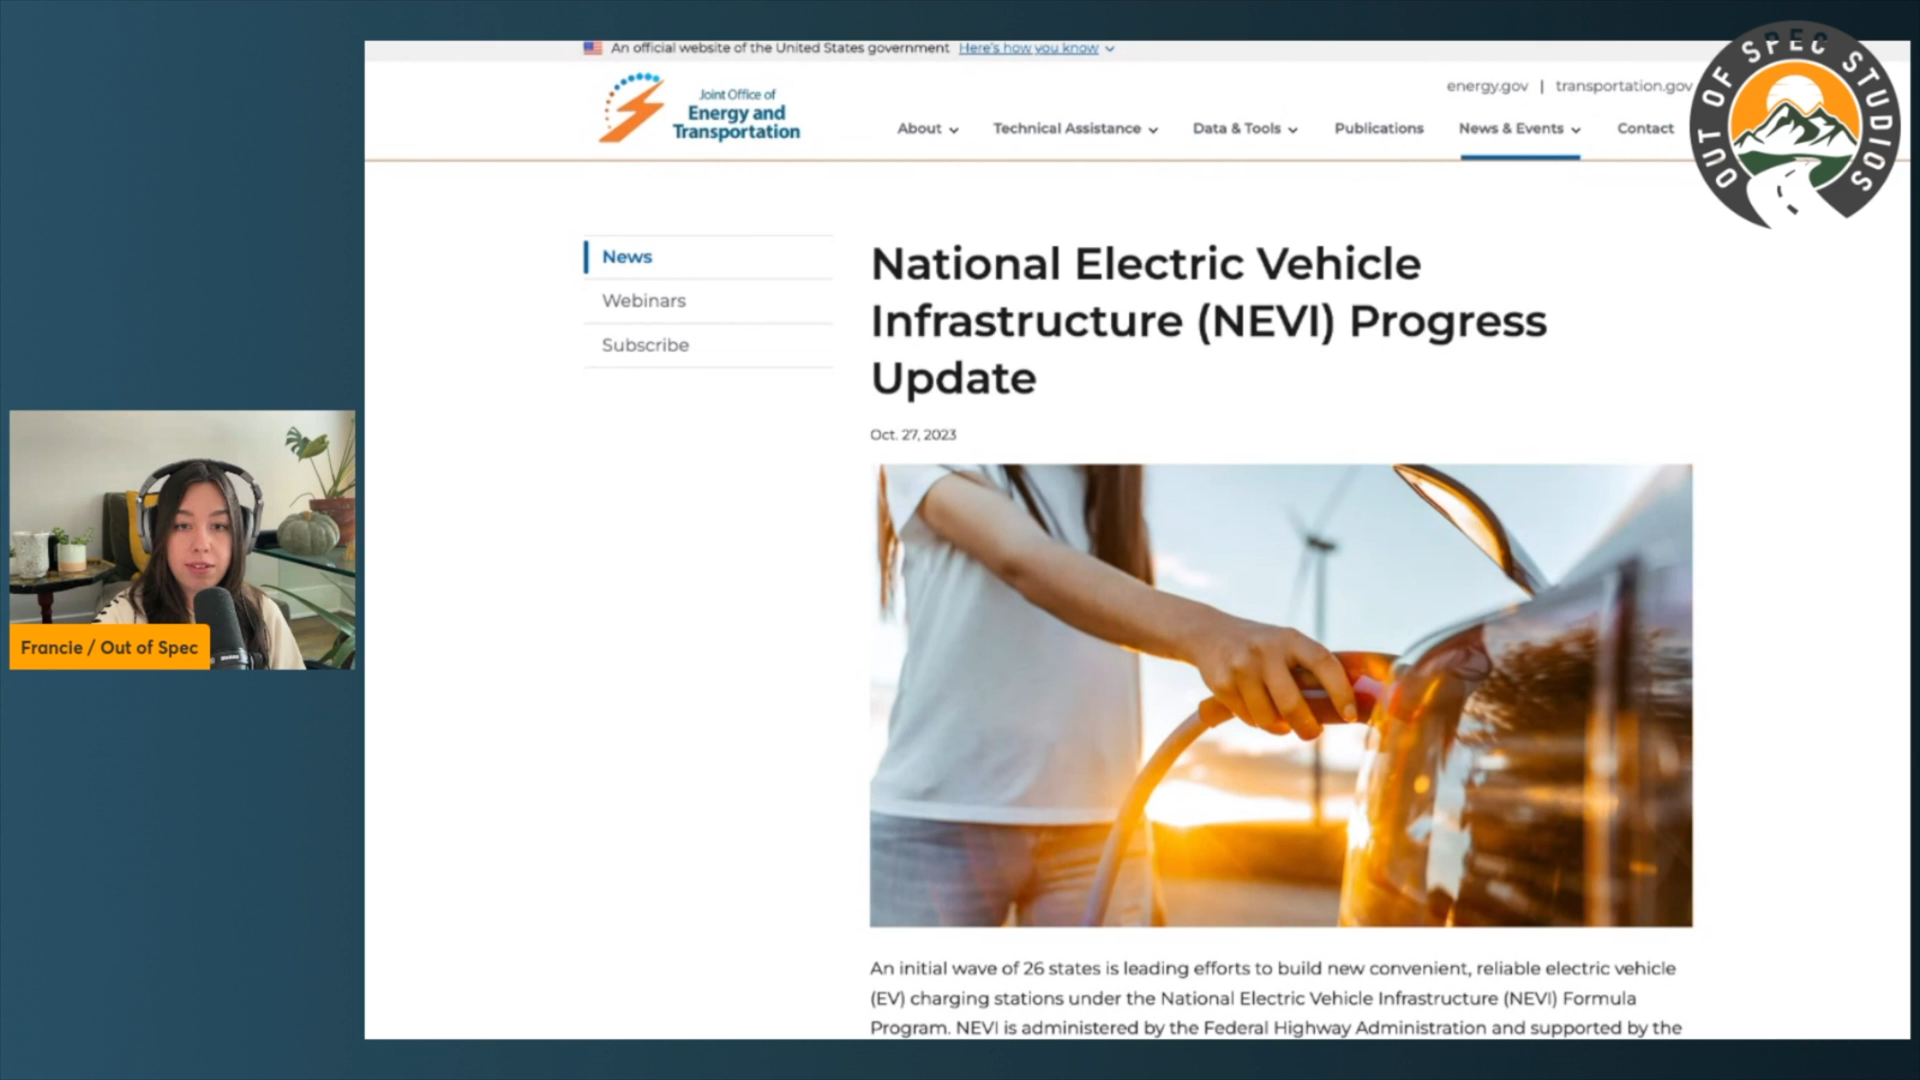 An official website of the United States government Here's how you know
OUT OF SPEC STUDIOS
Joint Office of
Energy and
Transportation
energy.gov | transportation.gov
About
Technical Assistance
Data & Tools
Publications
News & Events
Contact
News
Webinars
Subscribe
National Electric Vehicle
Infrastructure (NEVI) Progress
Update
Oct. 27, 2023
Francie / Out of Spec
An initial wave of 26 states is leading efforts to build new convenient, reliable electric vehicle
(EV) charging stations under the National Electric Vehicle Infrastructure (NEVI) Formula
Program. NEVI is administered by the Federal Highway Administration and supported by the